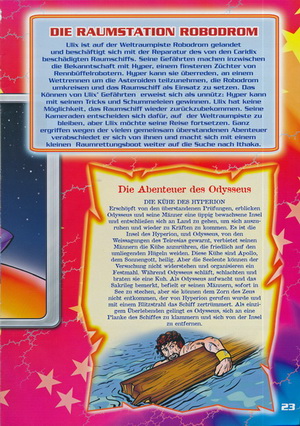 DIE RAUMSTATION ROBODROM
Ulix ist auf der Weltraumpiste Robodrom gelandet
und beschäftigt sich mit der Reparatur des von den Caridix
beschädigten Raumschiffs. Seine Gefährten machen inzwischen
die Bekanntschaft mit Hyper, einem finsteren Züchter von
Rennbüffelrobotern. Hyper kann sie überreden, an einem
Wettrennen um die Asteroiden teilzunehmen, die Robodrom
umkreisen und das Raumschiff als Einsatz zu setzen. Das
Können von Ulix' Gefährten erweist sich als unnütz: Hyper kann
mit seinen Tricks und Schummeleien gewinnen. Ulix hat keine
Möglichkeit, das Raumschiff wieder zurückzubekommen. Seine
Kameraden entscheiden sich dafür, auf der Weltraumpiste zu
bleiben, aber Ulix möchte seine Reise fortsetzen. Ganz
ergriffen wegen der vielen gemeinsam überstandenen Abenteuer
verabschiedet er sich von ihnen und macht sich mit einem
kleinen Raumrettungsboot weiter auf die Suche nach Ithaka.
Die Abenteuer des Odysseus
DIE KÜHE DES HYPERION
Erschöpft von den überstandenen Prüfungen, erblicken
Odysseus und seine Männer eine üppig bewachsene Insel
und entschließen sich an Land zu gehen, um sich auszu-
ruhen und wieder zu Kräften zu kommen. Es ist die
Insel des Hyperion, und Odysseus, von den
Weissagungen des Teiresias gewarnt, verbietet seinen
Männern die Kühe anzurühren, die friedlich auf den
umliegenden Hügeln weiden. Diese Kühe sind Apollo,
dem Sonnengott, heilig. Aber die Seeleute können der
Versuchung nicht widerstehen und organisieren ein
Festmahl. Während Odysseus schläft, schlachten und
braten sie eine Kuh. Als Odysseus aufwacht und das
Sakrileg bemerkt, befielt er seinen Männern, sofort in
See zu stechen, aber sie können dem Zorn des Zeus
nicht entkommen, der von Hyperion gerufen wurde und
mit einem Blitzstrahl das Schiff zertrümmert. Als einzi-
gem Überlebenden gelingt es Odysseus, sich an eine
Planke des Schiffes zu klammern und sich von der Insel
zu entfernen.
23